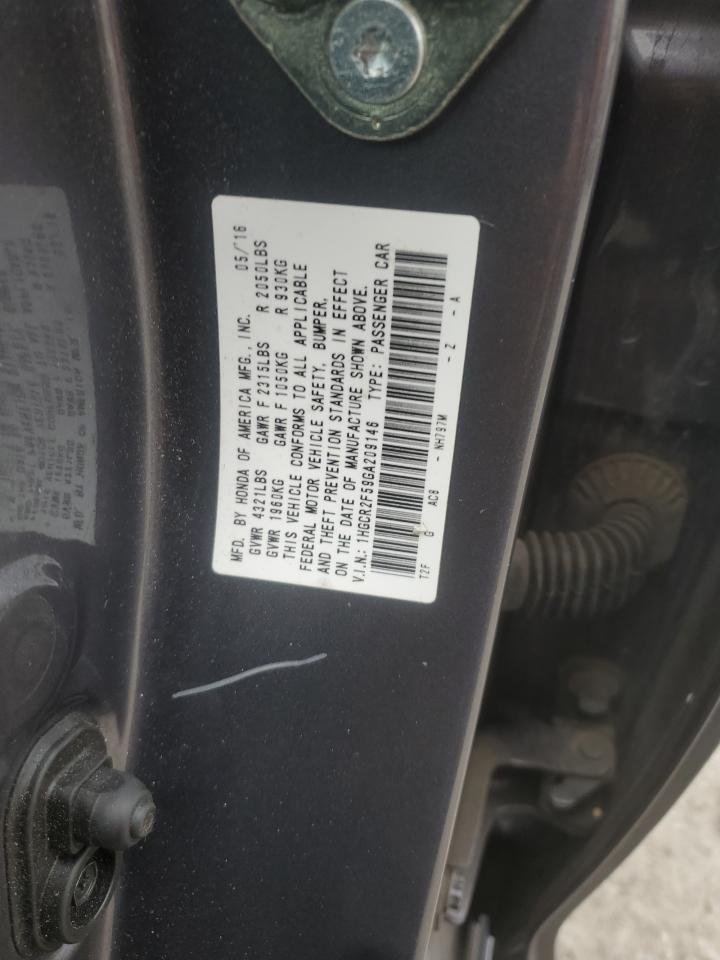 MFD. BY HONDA OF AMERICA MFG., INC. 05/'16
GVWR 4321LBS GAWR F 2315LBS R 2050LBS
GVWR 1960KG GAWR F 1050KG R 930KG
THIS VEHICLE CONFORMS TO ALL APPLICABLE
FEDERAL MOTOR VEHICLE SAFETY, BUMPER,
AND THEFT PREVENTION STANDARDS IN EFFECT
ON THE DATE OF MANUFACTURE SHOWN ABOVE.
V.I.N.: 1HGCR2F59GA209146 TYPE: PASSENGER CAR
T2F G AC8 - NH797M - Z - A